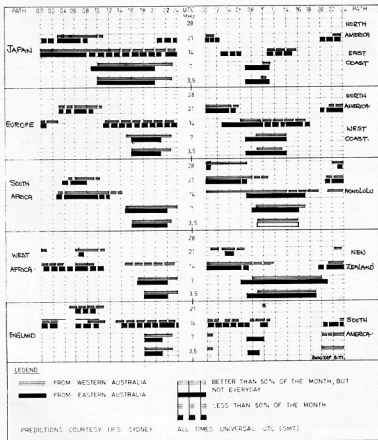 PATH 00 02 04 06 08 10 12 14 16 18 20 22 24 UTC 00 02 04 06 08 10 12 14 16 18 20 22 24 PATH
MHz
28 NORTH
21 AMERICA
JAPAN 14 EAST
7 COAST
3,5
28 NORTH
21 AMERICA
EUROPE 14 WEST
7 COAST.
3,5
28
SOUTH 21
AFRICA 14 HONOLULU
7
3,5
28
WEST 21 NEW
AFRICA 14 ZEALAND
7
3,5
28
21 SOUTH
ENGLAND 14 AMERICA
7
3,5
LEGEND
FROM WESTERN AUSTRALIA
FROM EASTERN AUSTRALIA
BETTER THAN 50% OF THE MONTH, BUT
NOT EVERYDAY
LESS THAN 50% OF THE MONTH
PREDICTIONS COURTESY I.P.S. SYDNEY ALL TIMES UNIVERSAL UTC (GMT)